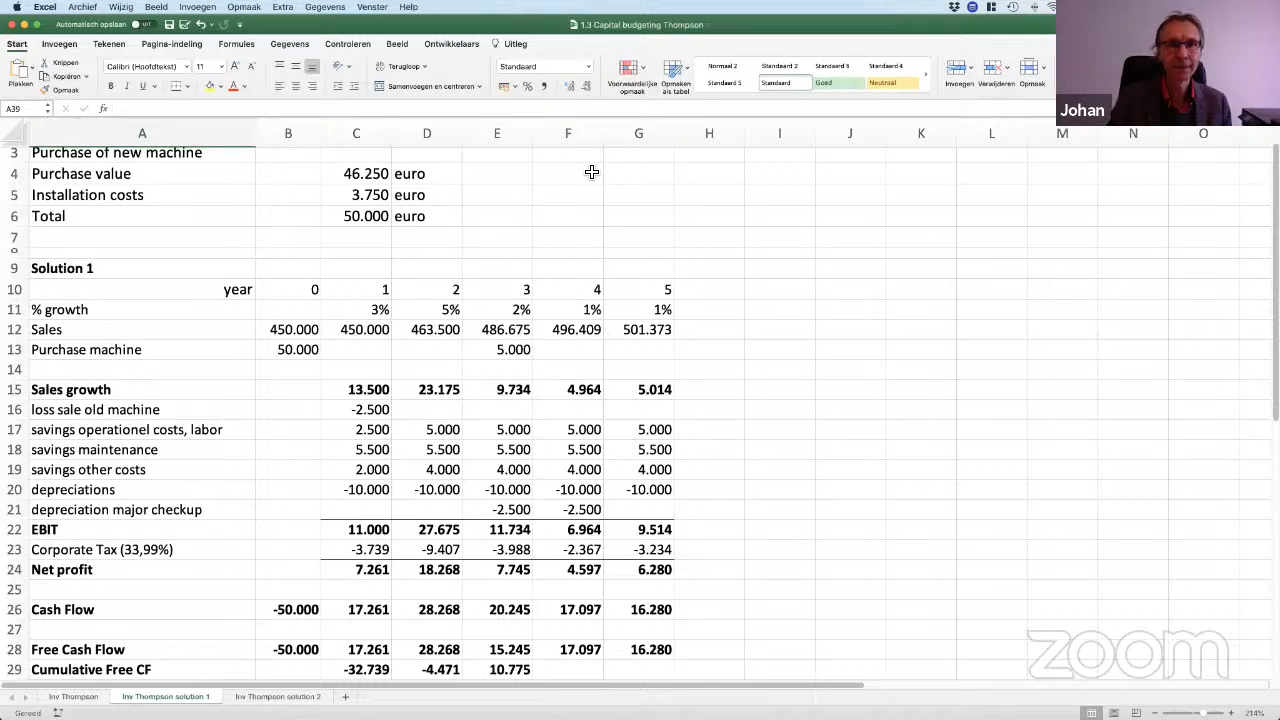 Excel Archief Wijzig Beeld Invoegen Opmaak Extra Gegevens Venster Help
Automatisch opslaan UIT 1.3 Capital budgeting Thompson
Start Invoegen Tekenen Pagina-indeling Formules Gegevens Controleren Beeld Ontwikkelaars Uitleg
Plakken Knippen Kopiëren Opmaak Calibri (Hoofdtekst) 11 Terugloop Samenvoegen en centreren Standaard Voorwaardelijke opmaak Opmaken als tabel Normaal 2 Standaard 2 Standaard 3 Standaard 4 Standaard 5 Standaard Goed Neutraal Invoegen Verwijderen Opmaak
Johan
A39 fx
A B C D E F G H I J K L M N O
3 Purchase of new machine
4 Purchase value 46.250 euro
5 Installation costs 3.750 euro
6 Total 50.000 euro
7
8
9 Solution 1
10 year 0 1 2 3 4 5
11 % growth 3% 5% 2% 1% 1%
12 Sales 450.000 450.000 463.500 486.675 496.409 501.373
13 Purchase machine 50.000 5.000
14
15 Sales growth 13.500 23.175 9.734 4.964 5.014
16 loss sale old machine -2.500
17 savings operationel costs, labor 2.500 5.000 5.000 5.000 5.000
18 savings maintenance 5.500 5.500 5.500 5.500 5.500
19 savings other costs 2.000 4.000 4.000 4.000 4.000
20 depreciations -10.000 -10.000 -10.000 -10.000 -10.000
21 depreciation major checkup -2.500 -2.500
22 EBIT 11.000 27.675 11.734 6.964 9.514
23 Corporate Tax (33,99%) -3.739 -9.407 -3.988 -2.367 -3.234
24 Net profit 7.261 18.268 7.745 4.597 6.280
25
26 Cash Flow -50.000 17.261 28.268 20.245 17.097 16.280
27
28 Free Cash Flow -50.000 17.261 28.268 15.245 17.097 16.280
29 Cumulative Free CF -32.739 -4.471 10.775
zoom
Inv Thompson Inv Thompson solution 1 Inv Thompson solution 2 +
Gereed 214%